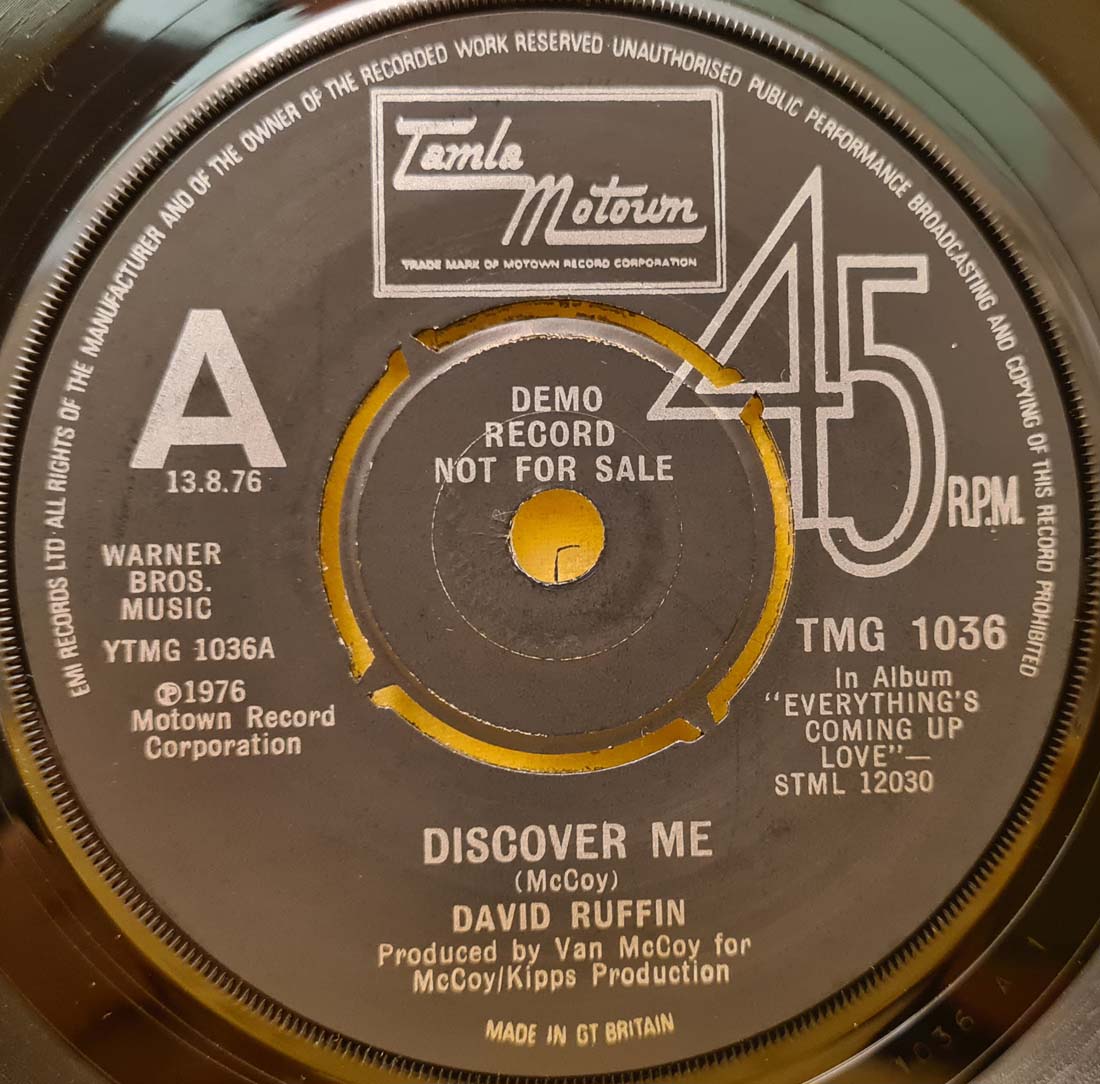 EMI RECORDS LTD · ALL RIGHTS OF THE MANUFACTURER AND OF THE OWNER OF THE RECORDED WORK RESERVED · UNAUTHORISED PUBLIC PERFORMANCE BROADCASTING AND COPYING OF THIS RECORD PROHIBITED
Tamla
Motown
TRADE MARK OF MOTOWN RECORD CORPORATION
45
R.P.M.
A
13.8.76
DEMO
RECORD
NOT FOR SALE
WARNER
BROS.
MUSIC
YTMG 1036A
℗1976
Motown Record
Corporation
TMG 1036
In Album
“EVERYTHING'S
COMING UP
LOVE”—
STML 12030
DISCOVER ME
(McCoy)
DAVID RUFFIN
Produced by Van McCoy for
McCoy/Kipps Production
MADE IN GT BRITAIN
1036 A 1